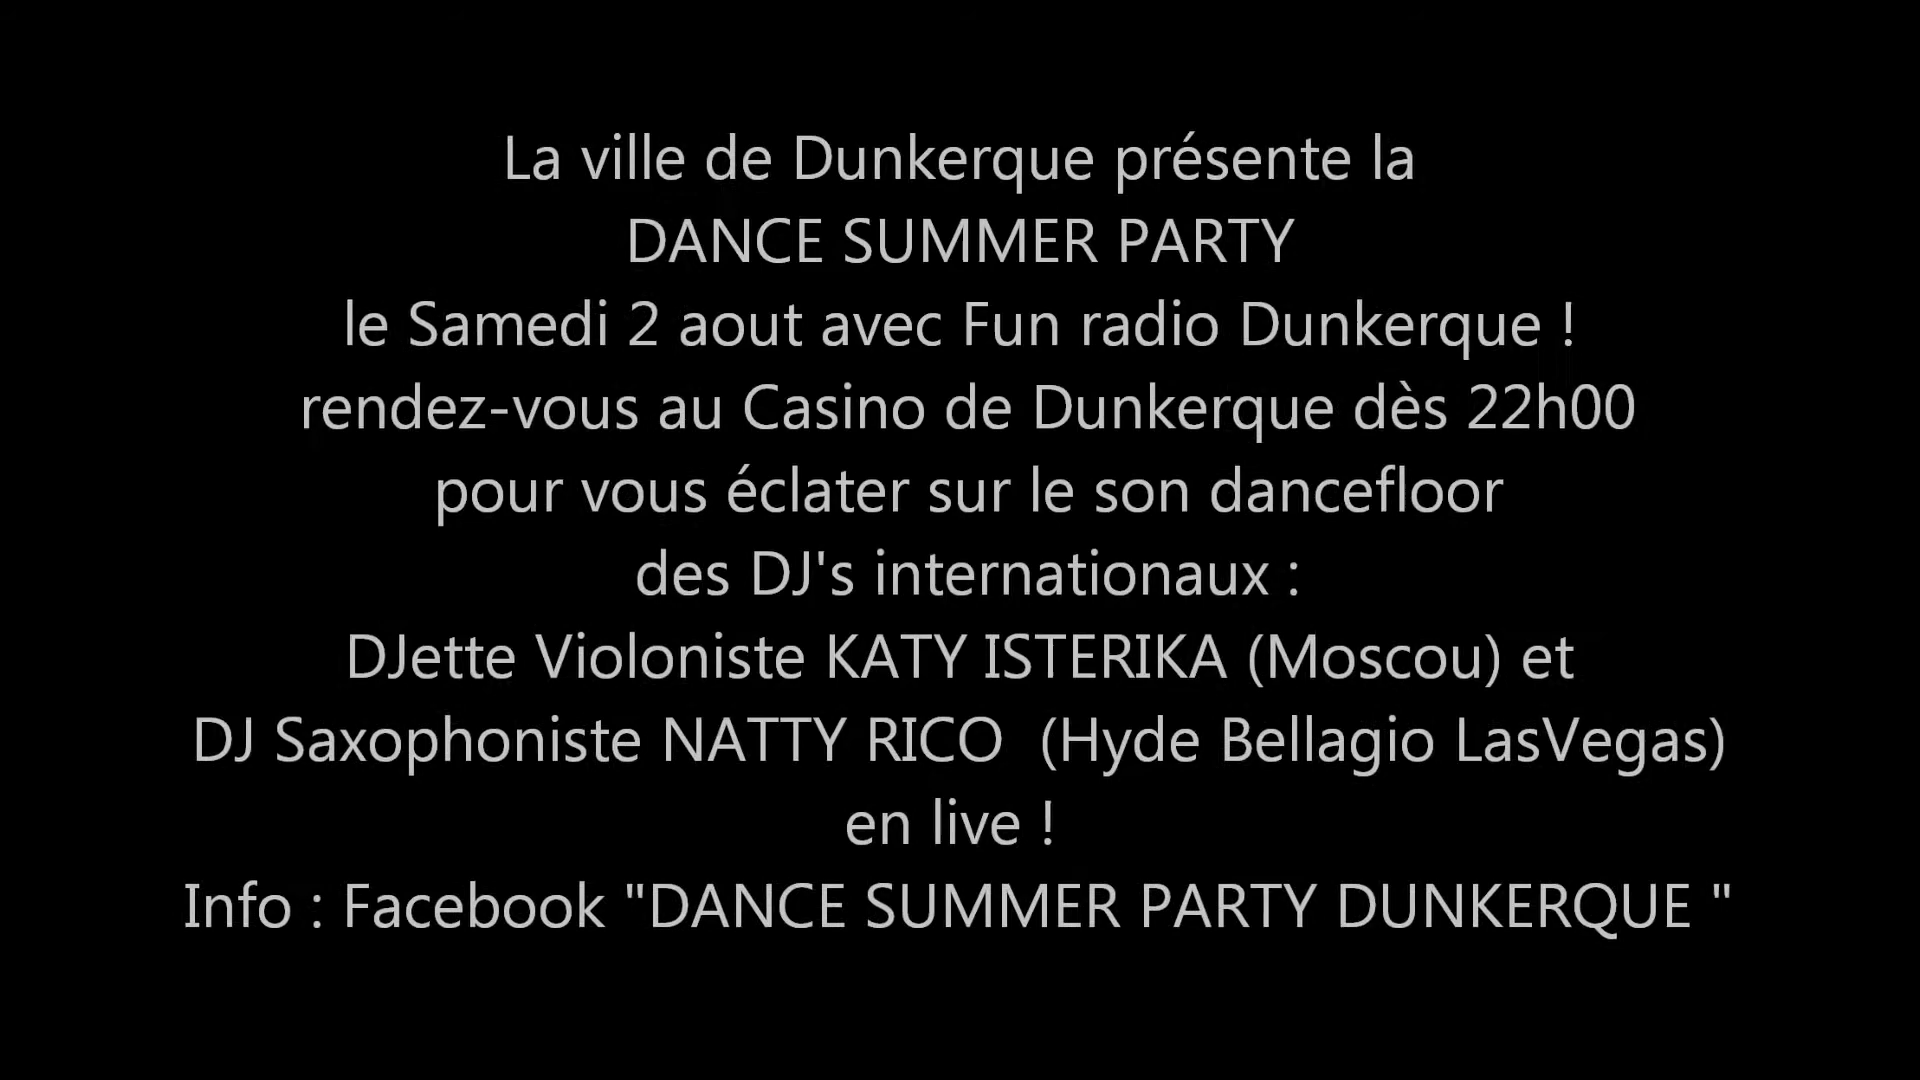 La ville de Dunkerque présente la
DANCE SUMMER PARTY
le Samedi 2 aout avec Fun radio Dunkerque !
rendez-vous au Casino de Dunkerque dès 22h00
pour vous éclater sur le son dancefloor
des DJ's internationaux :
DJette Violoniste KATY ISTERIKA (Moscou) et
DJ Saxophoniste NATTY RICO  (Hyde Bellagio LasVegas)
en live !
Info : Facebook "DANCE SUMMER PARTY DUNKERQUE "